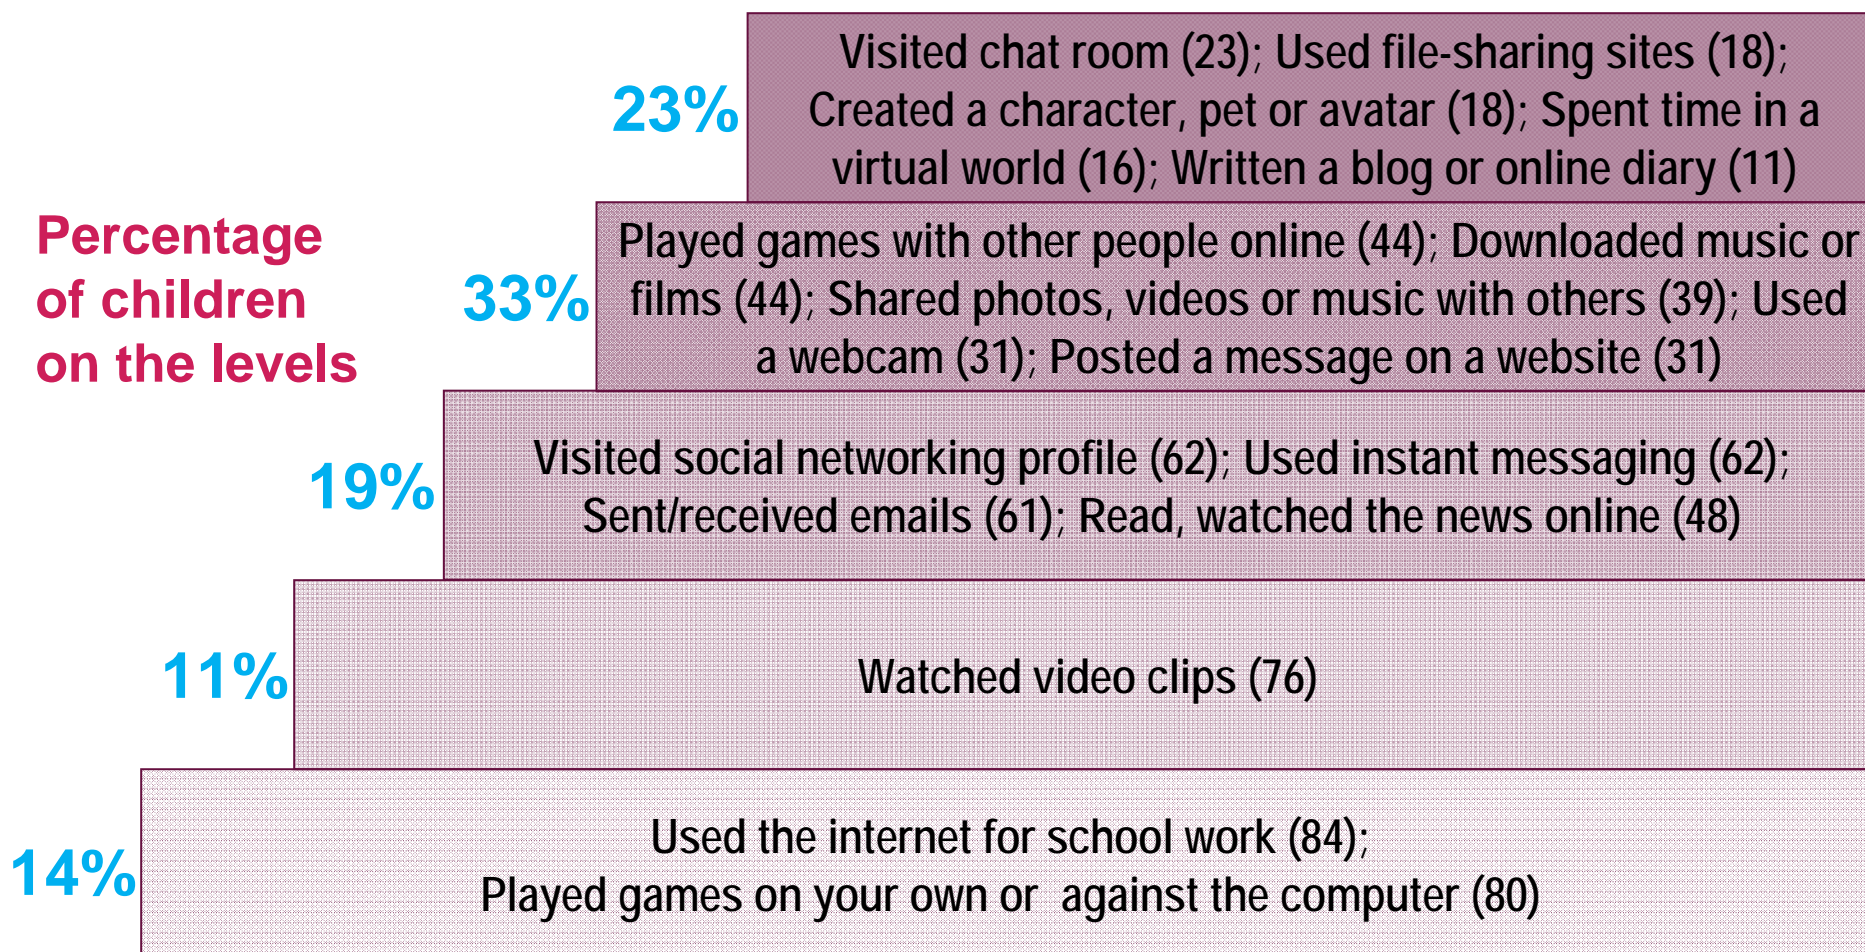 Visited chat room (23); Used file-sharing sites (18);
Created a character, pet or avatar (18); Spent time in a
virtual world (16); Written a blog or online diary (11)
23%
Percentage
of children
on the levels
Played games with other people online (44); Downloaded music or
films (44); Shared photos, videos or music with others (39); Used
a webcam (31); Posted a message on a website (31)
33%
Visited social networking profile (62); Used instant messaging (62);
Sent/received emails (61); Read, watched the news online (48)
19%
Watched video clips (76)
11%
Used the internet for school work (84);
Played games on your own or against the computer (80)
14%